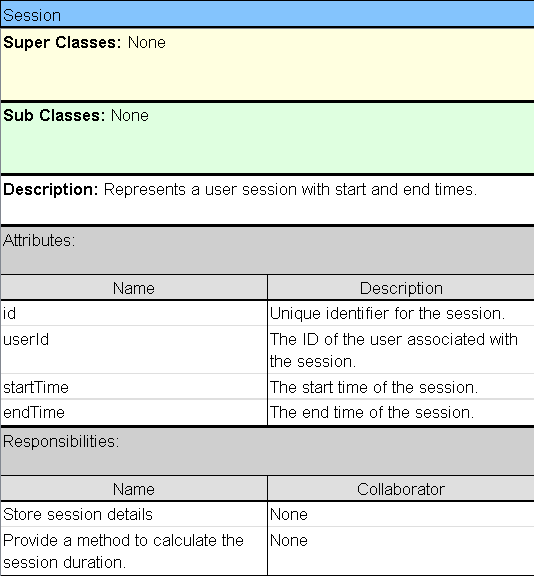 Session
Super Classes: None
Sub Classes: None
Description: Represents a user session with start and end times.
Attributes:
Name Description
id Unique identifier for the session.
userId The ID of the user associated with
the session.
startTime The start time of the session.
endTime The end time of the session.
Responsibilities:
Name Collaborator
Store session details None
Provide a method to calculate the None
session duration.